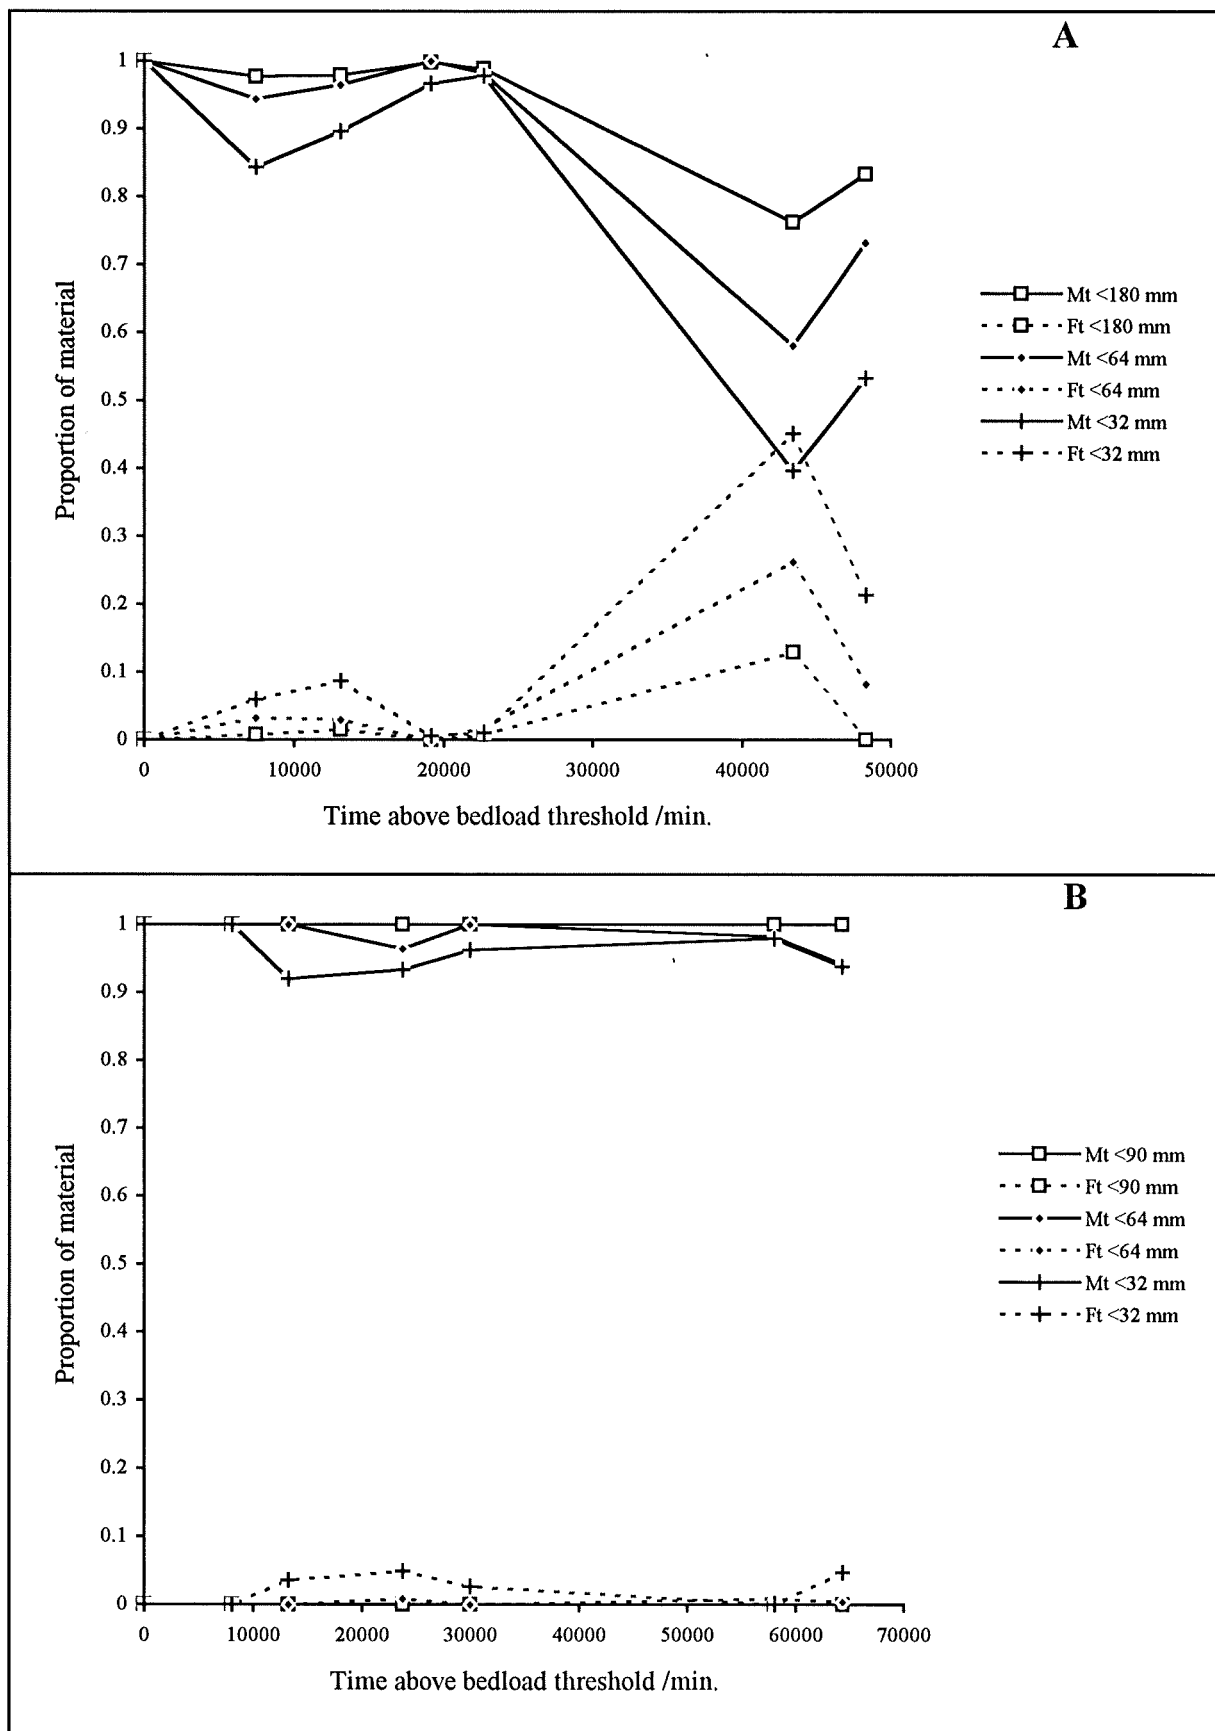 A
1
0.9
0.8
0.7
0.6
0.5
0.4
0.3
0.2
0.1
0
Proportion of material
0 10000 20000 30000 40000 50000
Time above bedload threshold /min.
Mt <180 mm
Ft <180 mm
Mt <64 mm
Ft <64 mm
Mt <32 mm
Ft <32 mm
B
1
0.9
0.8
0.7
0.6
0.5
0.4
0.3
0.2
0.1
0
Proportion of material
0 10000 20000 30000 40000 50000 60000 70000
Time above bedload threshold /min.
Mt <90 mm
Ft <90 mm
Mt <64 mm
Ft <64 mm
Mt <32 mm
Ft <32 mm